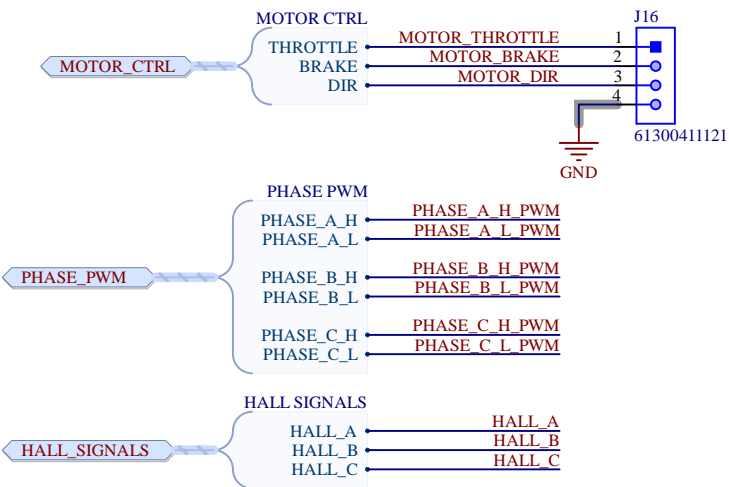 MOTOR CTRL
J16
THROTTLE
MOTOR_THROTTLE
1
MOTOR_CTRL
BRAKE
MOTOR_BRAKE
2
DIR
MOTOR_DIR
3
4
61300411121
GND
PHASE PWM
PHASE_A_H
PHASE_A_H_PWM
PHASE_A_L
PHASE_A_L_PWM
PHASE_PWM
PHASE_B_H
PHASE_B_H_PWM
PHASE_B_L
PHASE_B_L_PWM
PHASE_C_H
PHASE_C_H_PWM
PHASE_C_L
PHASE_C_L_PWM
HALL SIGNALS
HALL_A
HALL_A
HALL_SIGNALS
HALL_B
HALL_B
HALL_C
HALL_C